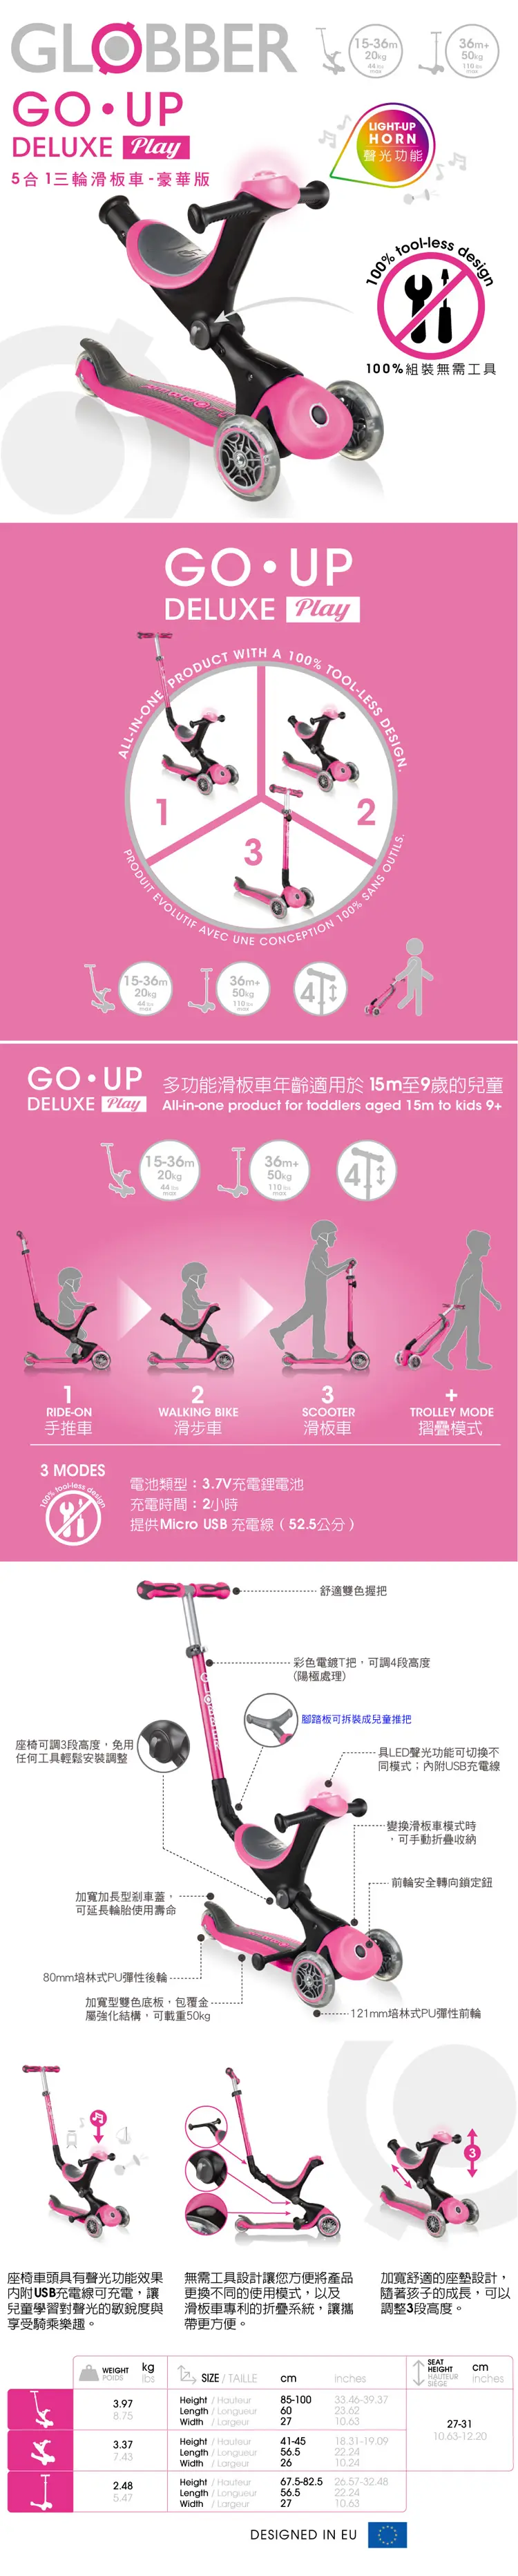 GLOBBER
15-36m
20kg
44 lbs
max
36m+
50kg
110 lbs
max
GO•UP
DELUXE Play
5合1三輪滑板車-豪華版
LIGHT-UP
HORN
聲光功能
100% tool-less design
100%組裝無需工具
GO•UP
DELUXE Play
ALL-IN-ONE PRODUCT WITH A 100% TOOL-LESS DESIGN.
1
2
3
PRODUIT EVOLUTIF AVEC UNE CONCEPTION 100% SANS OUTILS.
15-36m
20kg
44 lbs
max
36m+
50kg
110 lbs
max
4
GO•UP
DELUXE Play
多功能滑板車年齡適用於 15m至9歲的兒童
All-in-one product for toddlers aged 15m to kids 9+
15-36m
20kg
44 lbs
max
36m+
50kg
110 lbs
max
4
1
RIDE-ON
手推車
2
WALKING BIKE
滑步車
3
SCOOTER
滑板車
+
TROLLEY MODE
摺疊模式
3 MODES
100% tool-less design
電池類型：3.7V充電鋰電池
充電時間：2小時
提供Micro USB 充電線（52.5公分）
舒適雙色握把
彩色電鍍T把，可調4段高度
(陽極處理)
腳踏板可拆裝成兒童推把
座椅可調3段高度，免用
任何工具輕鬆安裝調整
具LED聲光功能可切換不
同模式；內附USB充電線
變換滑板車模式時
，可手動折疊收納
前輪安全轉向鎖定鈕
加寬加長型剎車蓋，
可延長輪胎使用壽命
80mm培林式PU彈性後輪
加寬型雙色底板，包覆金
屬強化結構，可載重50kg
121mm培林式PU彈性前輪
3
座椅車頭具有聲光功能效果
內附USB充電線可充電，讓
兒童學習對聲光的敏銳度與
享受騎乘樂趣。
無需工具設計讓您方便將產品
更換不同的使用模式，以及
滑板車專利的折疊系統，讓攜
帶更方便。
加寬舒適的座墊設計，
隨著孩子的成長，可以
調整3段高度。
WEIGHT
POIDS
kg
lbs
SIZE / TAILLE
cm
inches
SEAT
HEIGHT
HAUTEUR
SIEGE
cm
inches
3.97
8.75
Height / Hauteur 85-100 33.46-39.37
Length / Longueur 60 23.62
Width / Largeur 27 10.63
27-31
10.63-12.20
3.37
7.43
Height / Hauteur 41-45 18.31-19.09
Length / Longueur 56.5 22.24
Width / Largeur 26 10.24
2.48
5.47
Height / Hauteur 67.5-82.5 26.57-32.48
Length / Longueur 56.5 22.24
Width / Largeur 27 10.63
DESIGNED IN EU